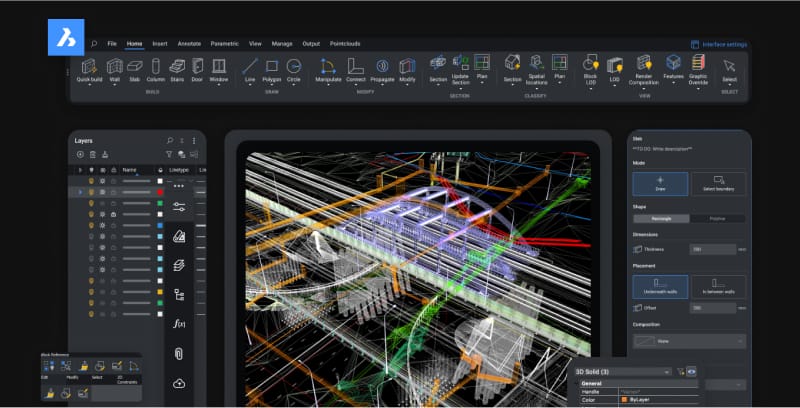 File Home Insert Annotate Parametric View Manage Output Pointclouds Interface settings
Quick build Wall Slab Column Stairs Door Window Line Polygon Circle Manipulate Connect Propagate Modify Section Update Section Plan Section Spatial locations Plan Block LOD LOD Render Composition Features Graphic Override Select
BUILD DRAW MODIFY SECTION CLASSIFY VIEW SELECT
Layers
Name Linetype
f(x)
Block Reference
Edit Modify Select 2D Constraints
Slab
**TO DO: Write description**
Mode
Draw Select boundary
Shape
Rectangle Polyline
Dimensions
Thickness mm
Placement
Underneath walls In between walls
Offset mm
Composition
None
3D Solid (3)
General
Handle *Varies*
Color ByLayer